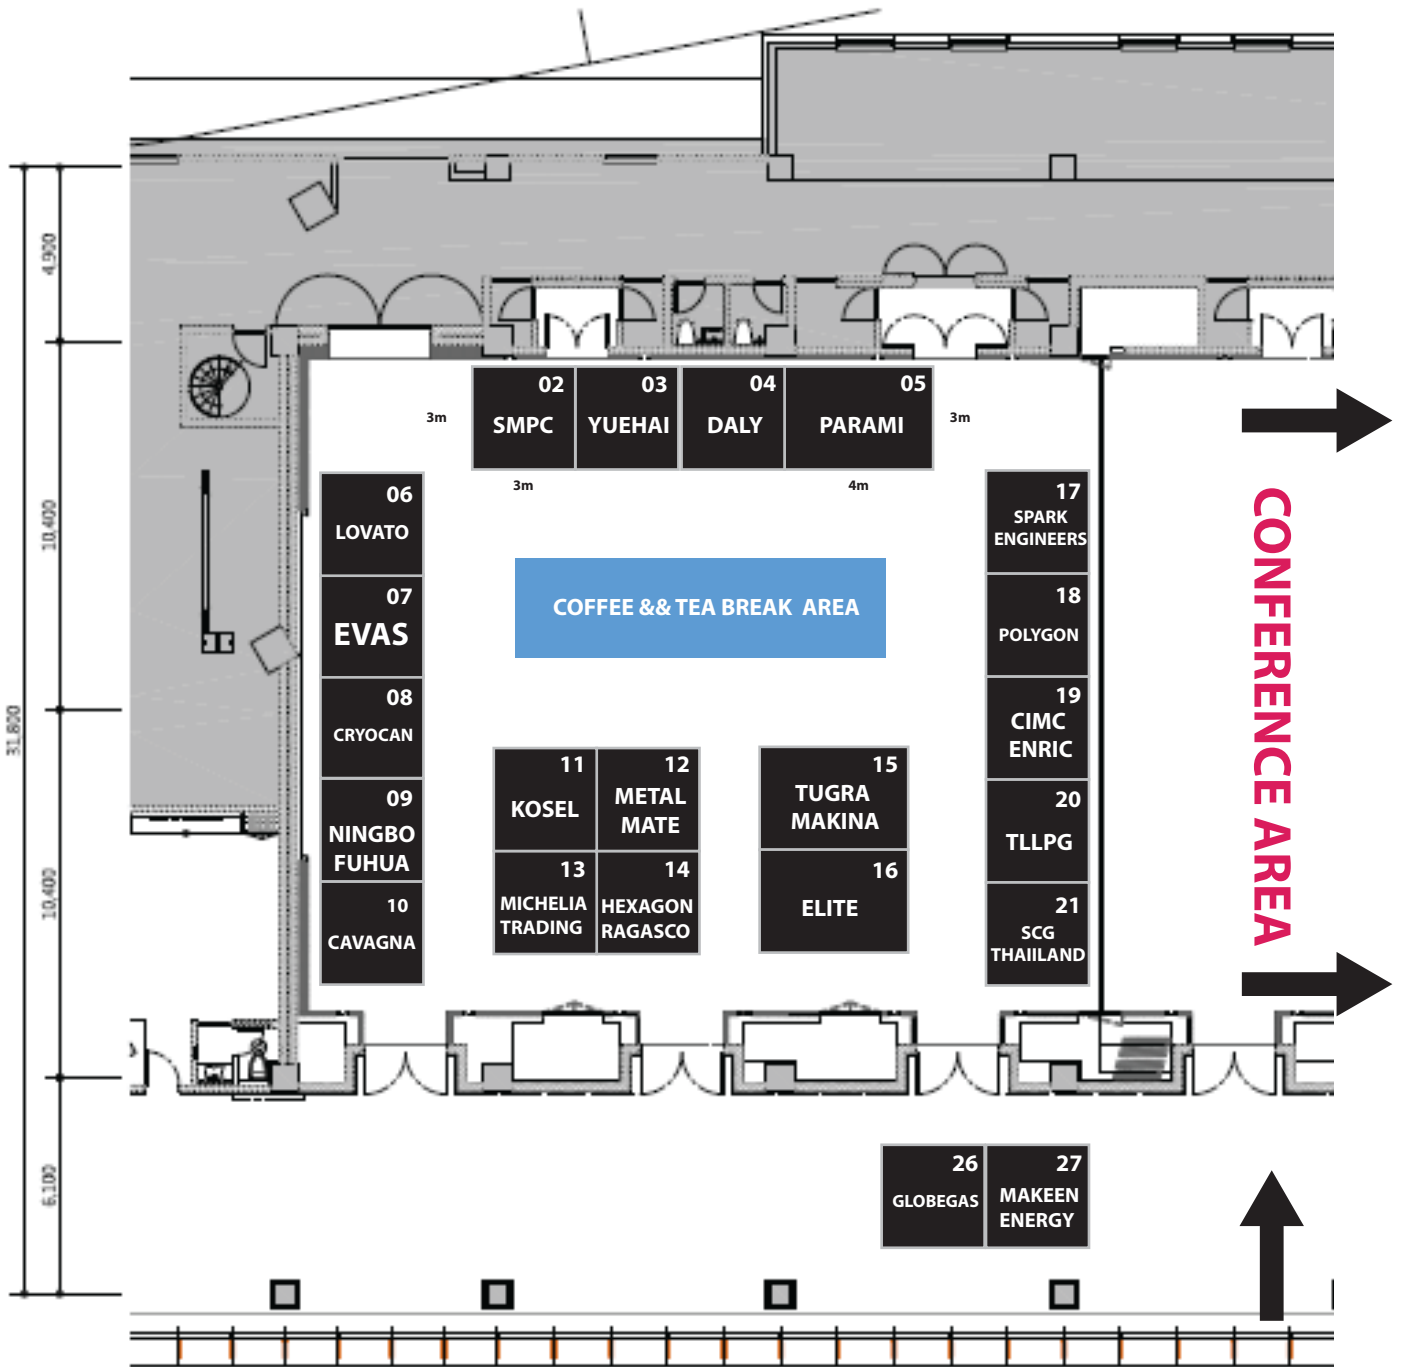 4,900
10,400
31,800
10,400
6,100
02
SMPC
03
YUEHAI
04
DALY
05
PARAMI
3m
3m
3m
4m
06
LOVATO
07
EVAS
08
CRYOCAN
09
NINGBO
FUHUA
10
CAVAGNA
COFFEE && TEA BREAK AREA
11
KOSEL
12
METAL
MATE
13
MICHELIA
TRADING
14
HEXAGON
RAGASCO
15
TUGRA
MAKINA
16
ELITE
17
SPARK
ENGINEERS
18
POLYGON
19
CIMC
ENRIC
20
TLLPG
21
SCG
THAIILAND
CONFERENCE AREA
26
GLOBEGAS
27
MAKEEN
ENERGY